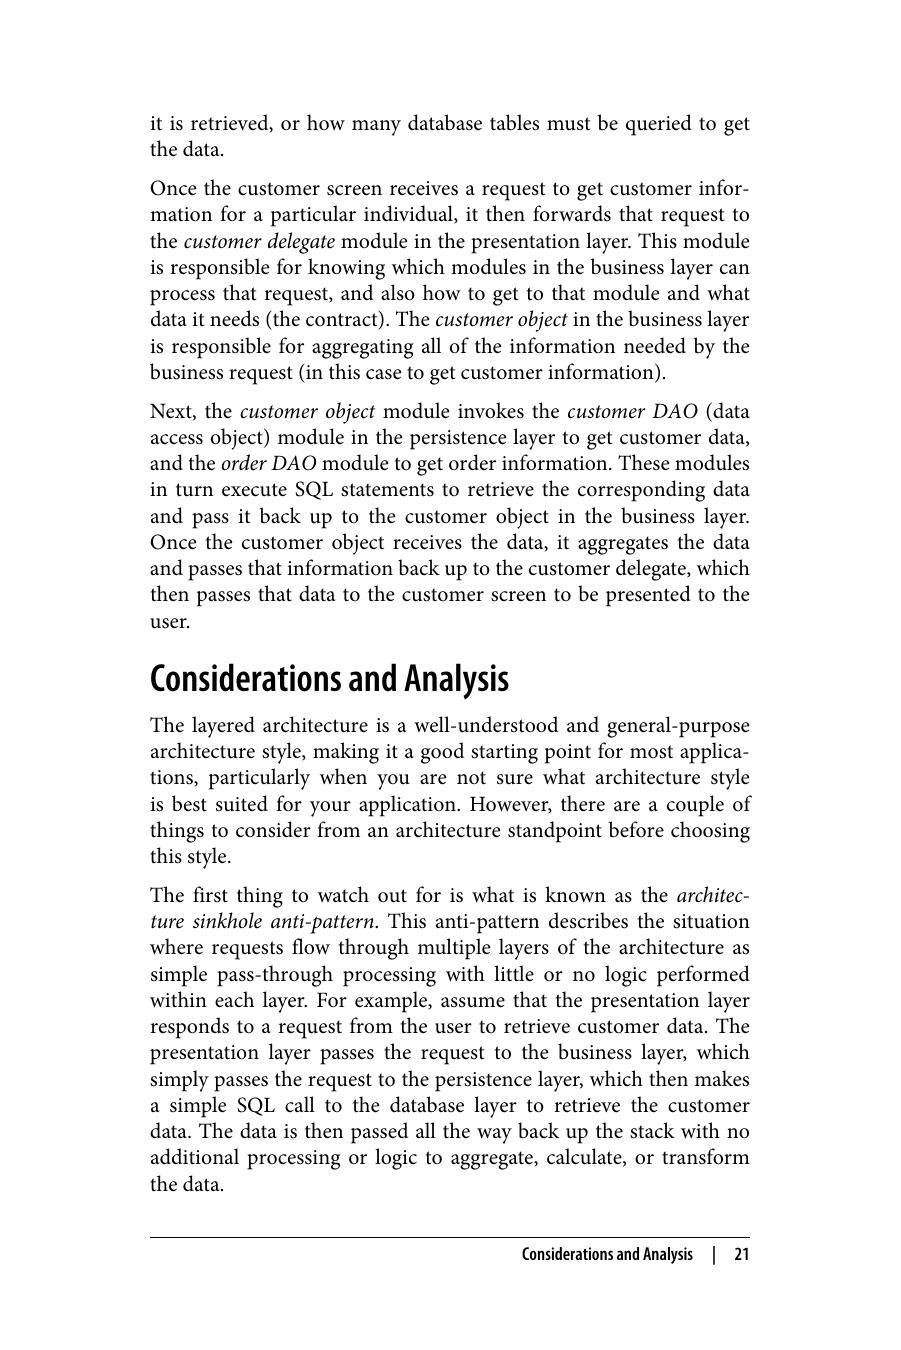 it is retrieved, or how many database tables must be queried to get
the data.
Once the customer screen receives a request to get customer infor-
mation for a particular individual, it then forwards that request to
the customer delegate module in the presentation layer. This module
is responsible for knowing which modules in the business layer can
process that request, and also how to get to that module and what
data it needs (the contract). The customer object in the business layer
is responsible for aggregating all of the information needed by the
business request (in this case to get customer information).
Next, the customer object module invokes the customer DAO (data
access object) module in the persistence layer to get customer data,
and the order DAO module to get order information. These modules
in turn execute SQL statements to retrieve the corresponding data
and pass it back up to the customer object in the business layer.
Once the customer object receives the data, it aggregates the data
and passes that information back up to the customer delegate, which
then passes that data to the customer screen to be presented to the
user.
Considerations and Analysis
The layered architecture is a well-understood and general-purpose
architecture style, making it a good starting point for most applica-
tions, particularly when you are not sure what architecture style
is best suited for your application. However, there are a couple of
things to consider from an architecture standpoint before choosing
this style.
The first thing to watch out for is what is known as the architec-
ture sinkhole anti-pattern. This anti-pattern describes the situation
where requests flow through multiple layers of the architecture as
simple pass-through processing with little or no logic performed
within each layer. For example, assume that the presentation layer
responds to a request from the user to retrieve customer data. The
presentation layer passes the request to the business layer, which
simply passes the request to the persistence layer, which then makes
a simple SQL call to the database layer to retrieve the customer
data. The data is then passed all the way back up the stack with no
additional processing or logic to aggregate, calculate, or transform
the data.
Considerations and Analysis | 21